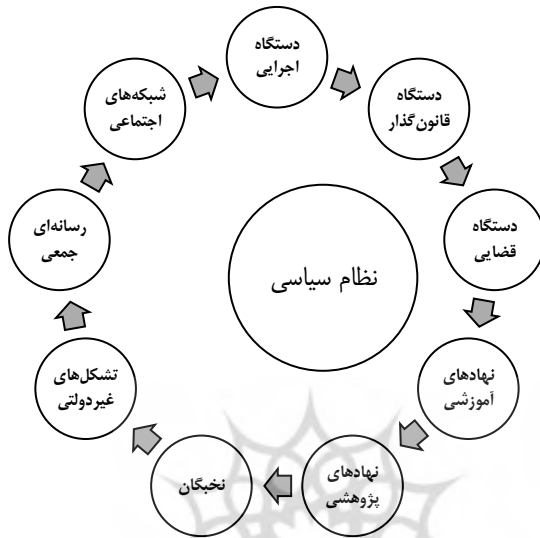 دستگاه
اجرایی
دستگاه
قانون‌گذار
دستگاه
قضایی
نهادهای
آموزشی
نهادهای
پژوهشی
نخبگان
تشکل‌های
غیردولتی
رسانه‌ای
جمعی
شبکه‌های
اجتماعی
نظام سیاسی